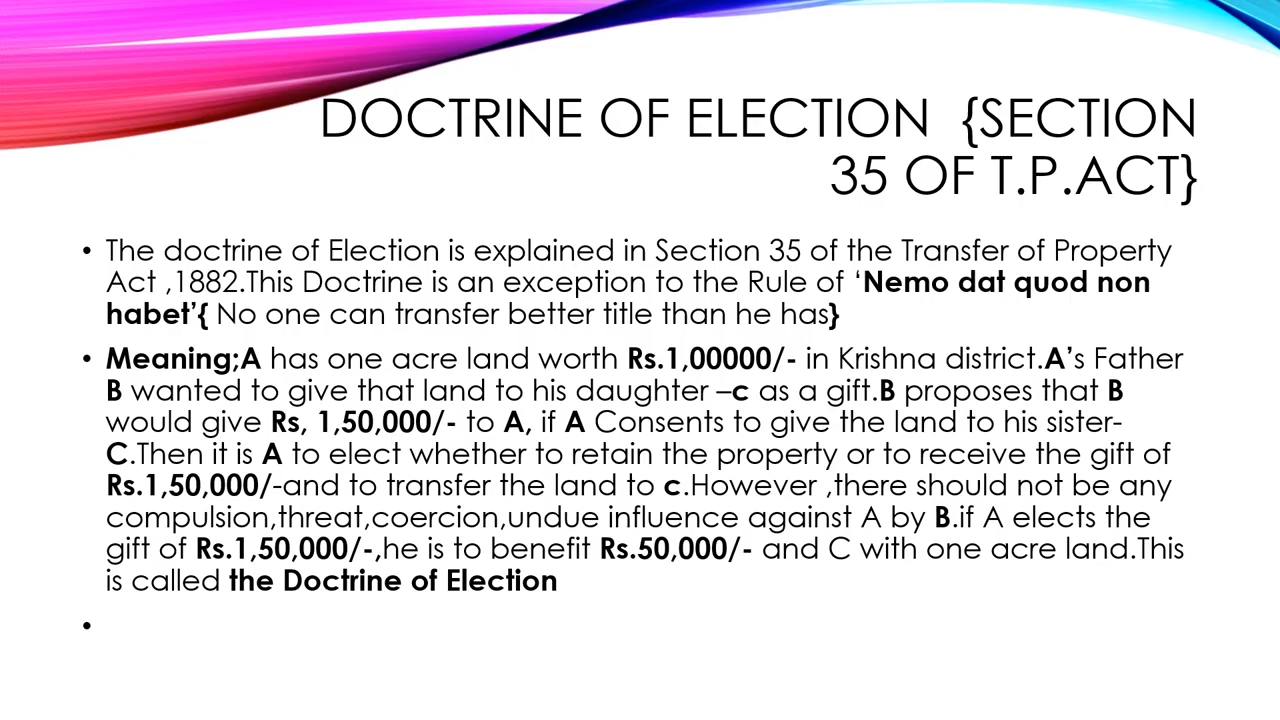 DOCTRINE OF ELECTION {SECTION
35 OF T.P.ACT}
• The doctrine of Election is explained in Section 35 of the Transfer of Property
Act ,1882.This Doctrine is an exception to the Rule of ‘Nemo dat quod non
habet’{ No one can transfer better title than he has}
• Meaning;A has one acre land worth Rs.1,00000/- in Krishna district.A’s Father
B wanted to give that land to his daughter –c as a gift.B proposes that B
would give Rs, 1,50,000/- to A, if A Consents to give the land to his sister-
C.Then it is A to elect whether to retain the property or to receive the gift of
Rs.1,50,000/-and to transfer the land to c.However ,there should not be any
compulsion,threat,coercion,undue influence against A by B.if A elects the
gift of Rs.1,50,000/-,he is to benefit Rs.50,000/- and C with one acre land.This
is called the Doctrine of Election
•